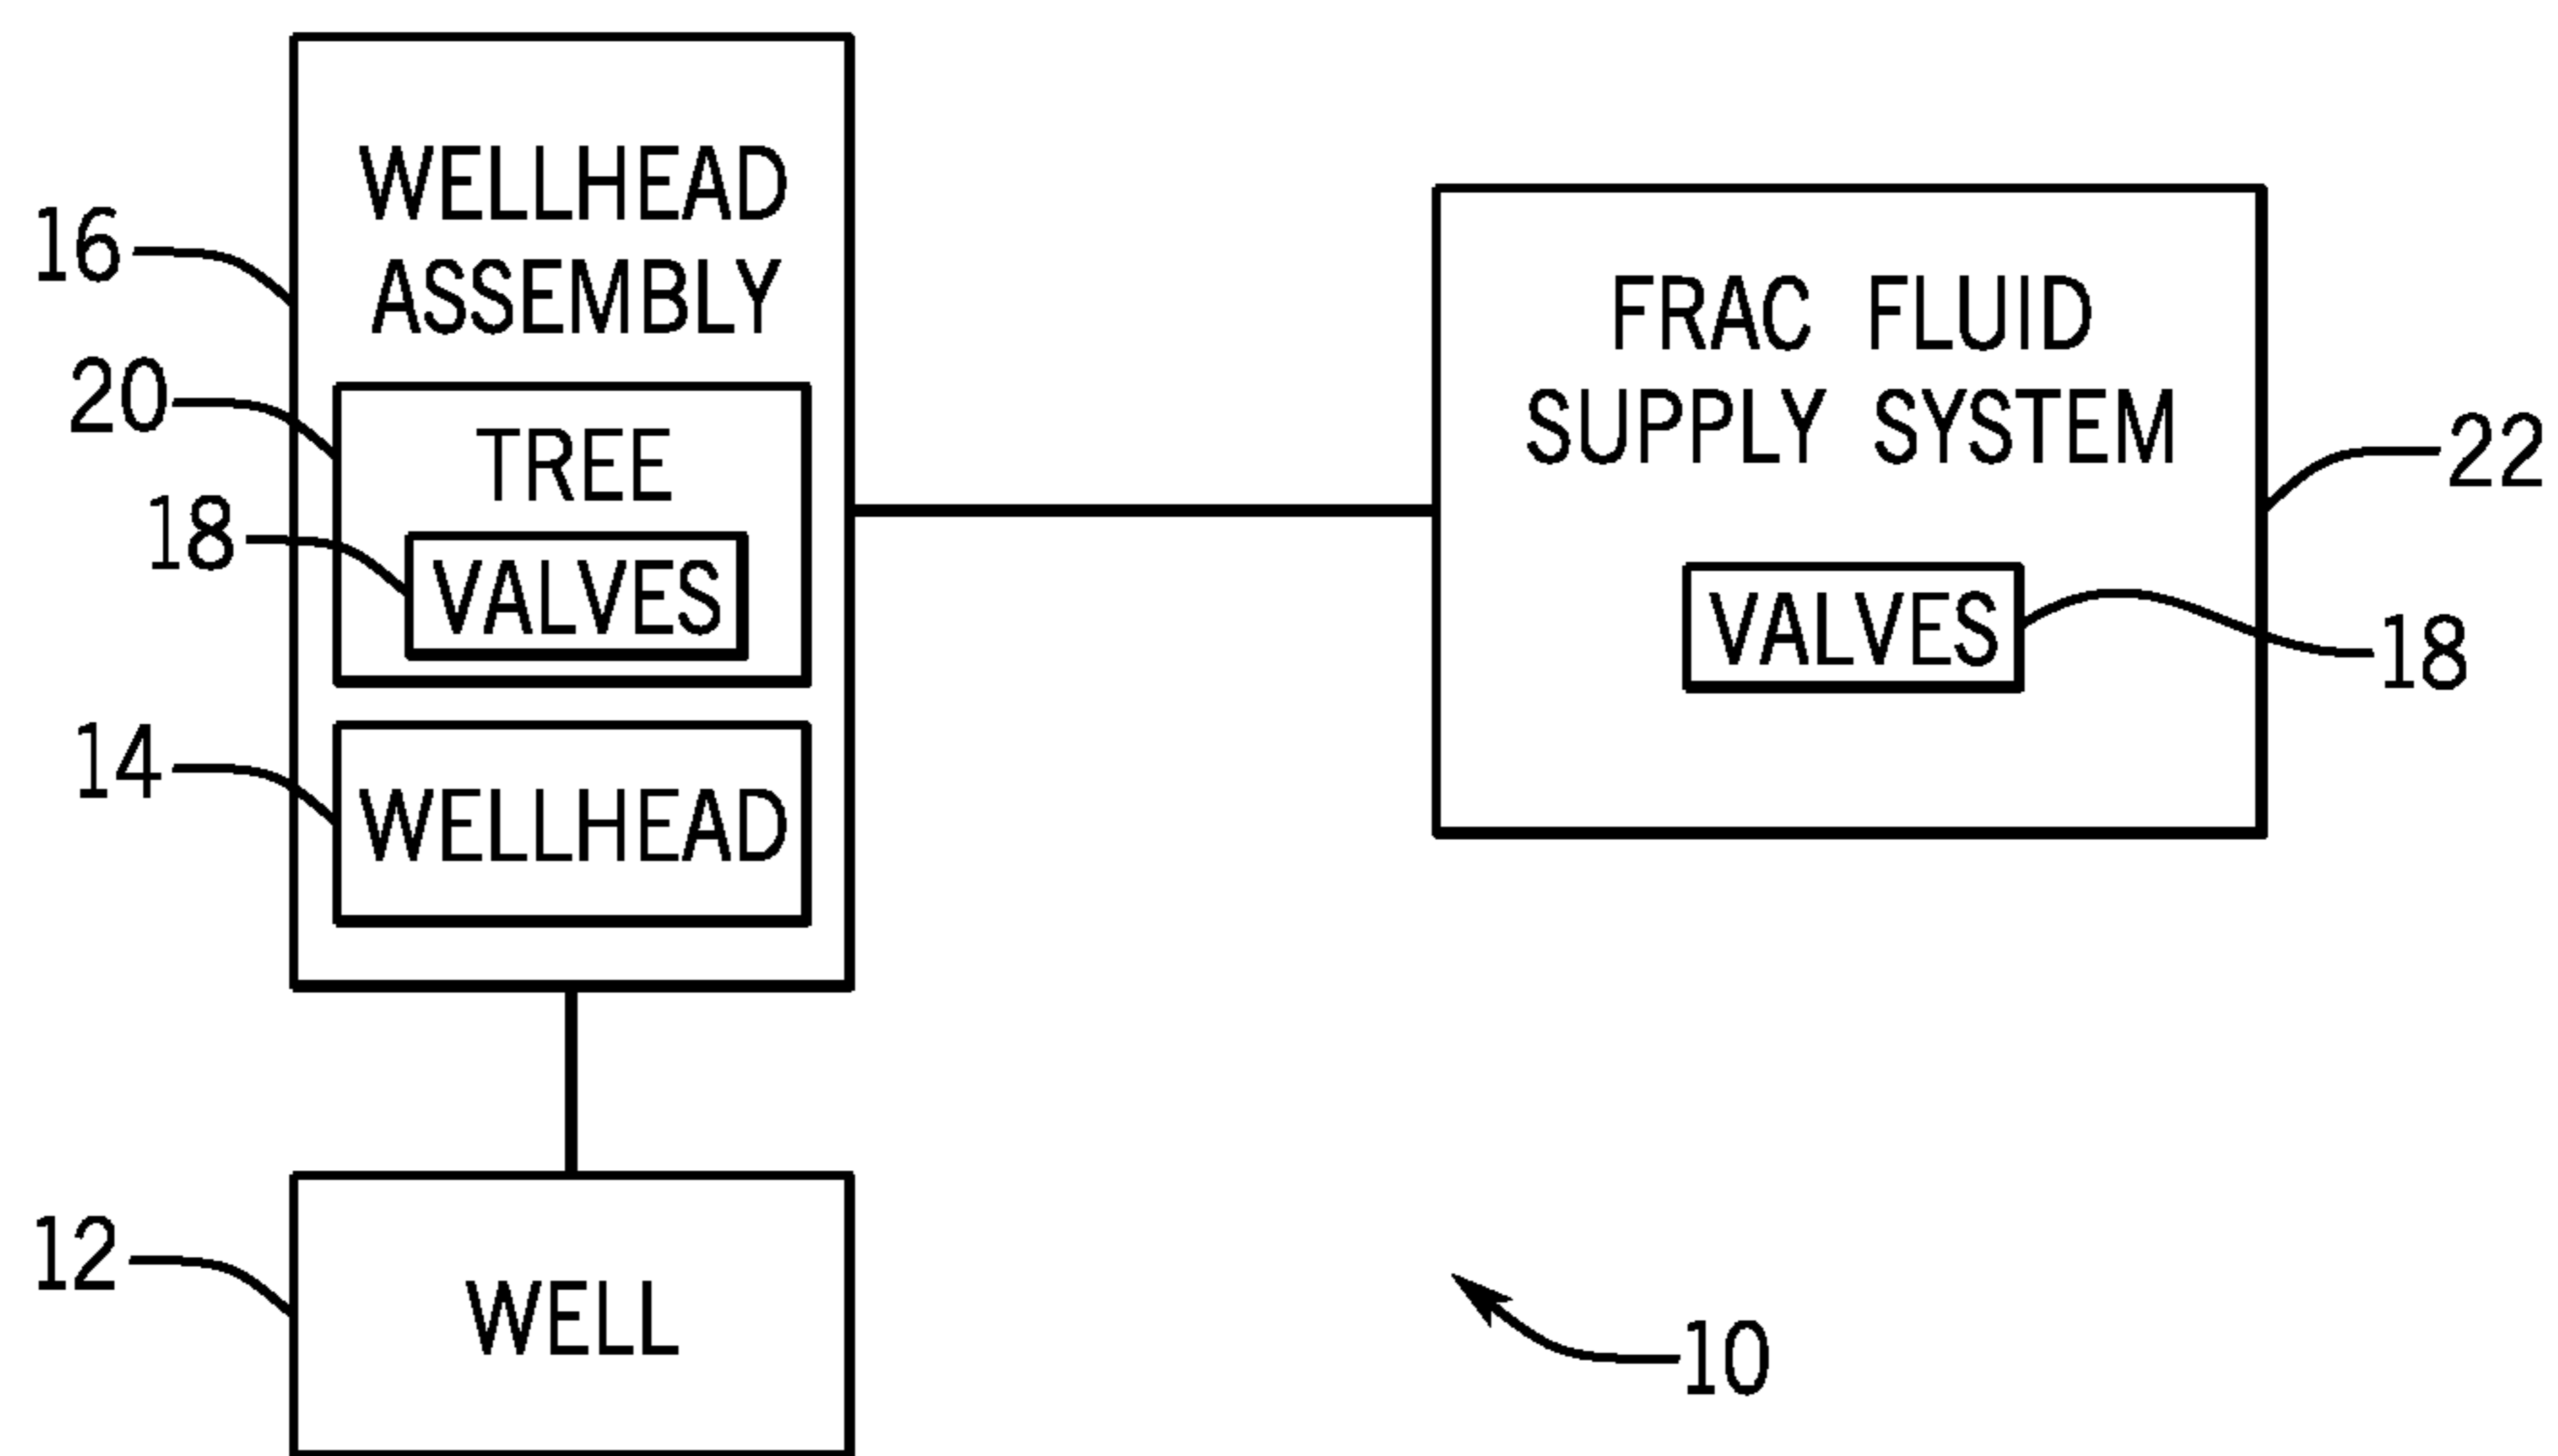 WELLHEAD
ASSEMBLY
16
20
TREE
18
VALVES
14
WELLHEAD
FRAC FLUID
SUPPLY SYSTEM
22
VALVES
18
12
WELL
10